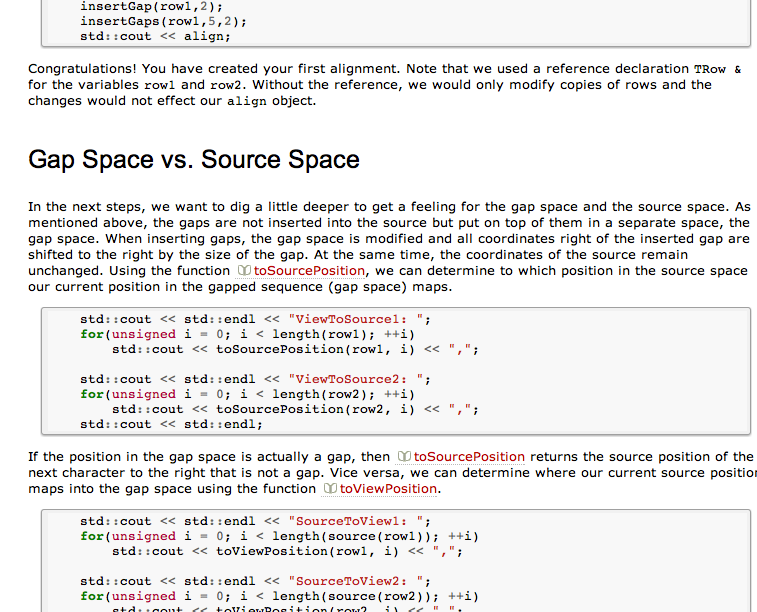 insertGap(row1,2);
insertGaps(row1,5,2);
std::cout << align;
Congratulations! You have created your first alignment. Note that we used a reference declaration TRow &
for the variables row1 and row2. Without the reference, we would only modify copies of rows and the
changes would not effect our align object.
Gap Space vs. Source Space
In the next steps, we want to dig a little deeper to get a feeling for the gap space and the source space. As
mentioned above, the gaps are not inserted into the source but put on top of them in a separate space, the
gap space. When inserting gaps, the gap space is modified and all coordinates right of the inserted gap are
shifted to the right by the size of the gap. At the same time, the coordinates of the source remain
unchanged. Using the function toSourcePosition, we can determine to which position in the source space
our current position in the gapped sequence (gap space) maps.
std::cout << std::endl << "ViewToSource1: ";
for(unsigned i = 0; i < length(row1); ++i)
std::cout << toSourcePosition(row1, i) << ",";
std::cout << std::endl << "ViewToSource2: ";
for(unsigned i = 0; i < length(row2); ++i)
std::cout << toSourcePosition(row2, i) << ",";
std::cout << std::endl;
If the position in the gap space is actually a gap, then toSourcePosition returns the source position of the
next character to the right that is not a gap. Vice versa, we can determine where our current source position
maps into the gap space using the function toViewPosition.
std::cout << std::endl << "SourceToView1: ";
for(unsigned i = 0; i < length(source(row1)); ++i)
std::cout << toViewPosition(row1, i) << ",";
std::cout << std::endl << "SourceToView2: ";
for(unsigned i = 0; i < length(source(row2)); ++i)
std::cout << toViewPosition(row2, i) << ",";